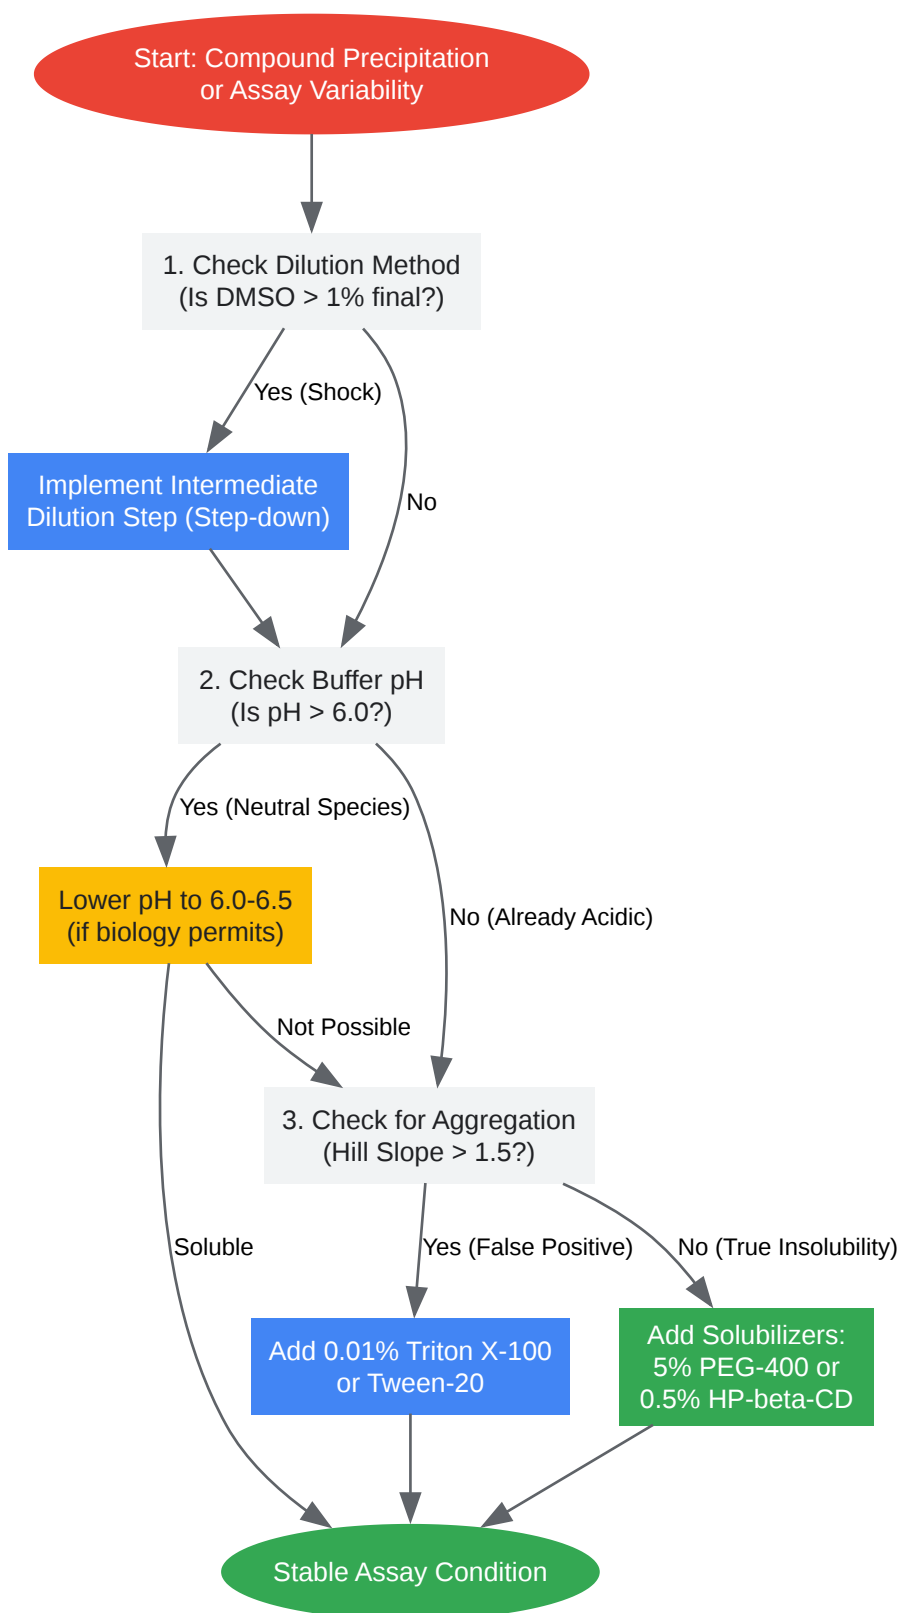 Start: Compound Precipitation
or Assay Variability
1. Check Dilution Method
(Is DMSO > 1% final?)
Yes (Shock)
Implement Intermediate
Dilution Step (Step-down)
No
2. Check Buffer pH
(Is pH > 6.0?)
Yes (Neutral Species)
Lower pH to 6.0-6.5
(if biology permits)
No (Already Acidic)
Not Possible
3. Check for Aggregation
(Hill Slope > 1.5?)
Soluble
Yes (False Positive)
No (True Insolubility)
Add 0.01% Triton X-100
or Tween-20
Add Solubilizers:
5% PEG-400 or
0.5% HP-beta-CD
Stable Assay Condition